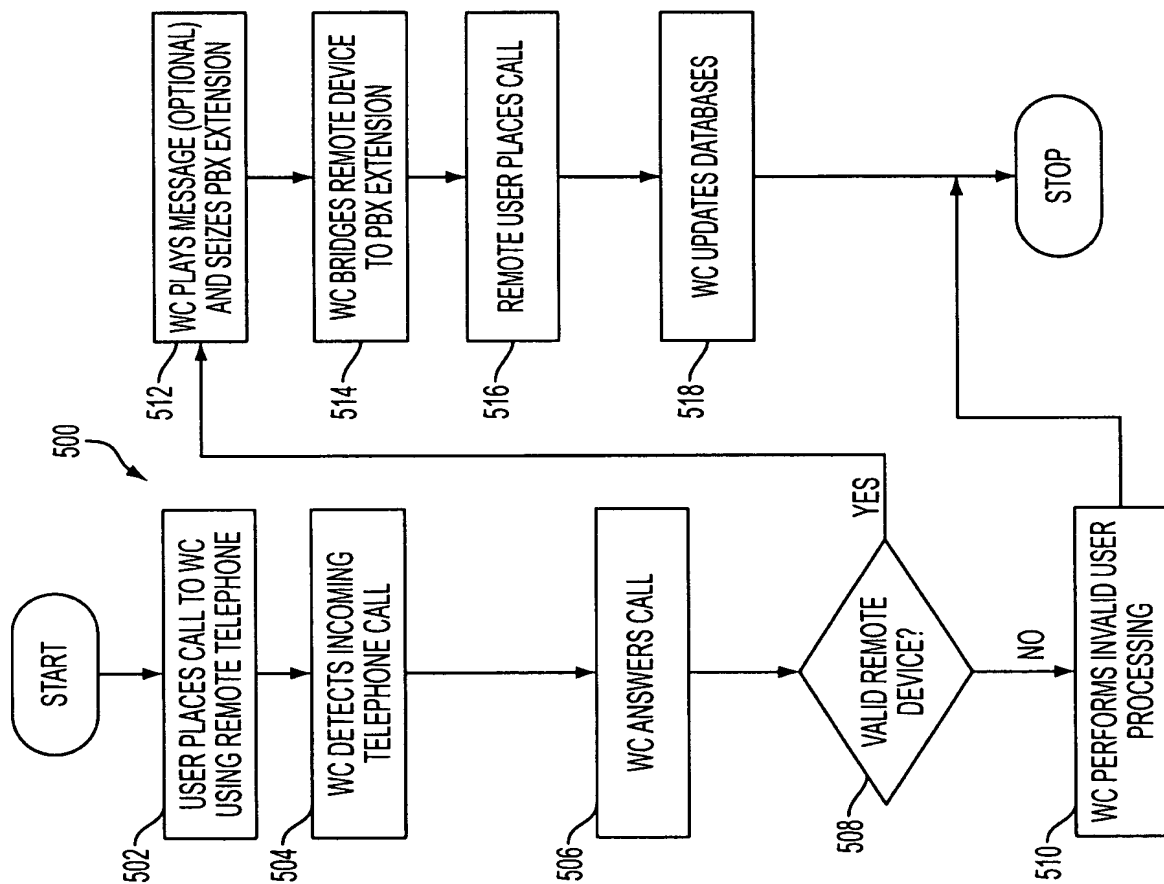 500
START
502
USER PLACES CALL TO WC
USING REMOTE TELEPHONE
504
WC DETECTS INCOMING
TELEPHONE CALL
506
WC ANSWERS CALL
508
VALID REMOTE
DEVICE?
YES
NO
510
WC PERFORMS INVALID USER
PROCESSING
512
WC PLAYS MESSAGE (OPTIONAL)
AND SEIZES PBX EXTENSION
514
WC BRIDGES REMOTE DEVICE
TO PBX EXTENSION
516
REMOTE USER PLACES CALL
518
WC UPDATES DATABASES
STOP